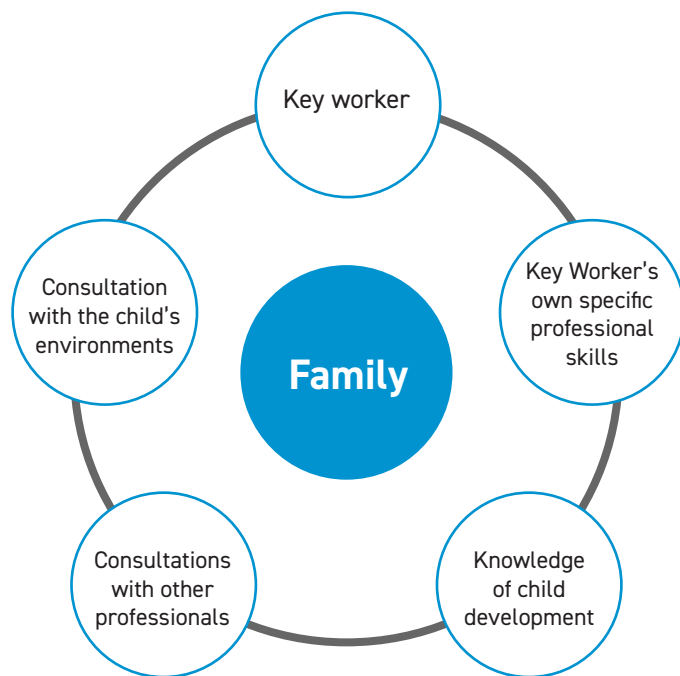 Key worker
Key Worker’s
own specific
professional
skills
Knowledge
of child
development
Consultations
with other
professionals
Consultation
with the child’s
environments
Family